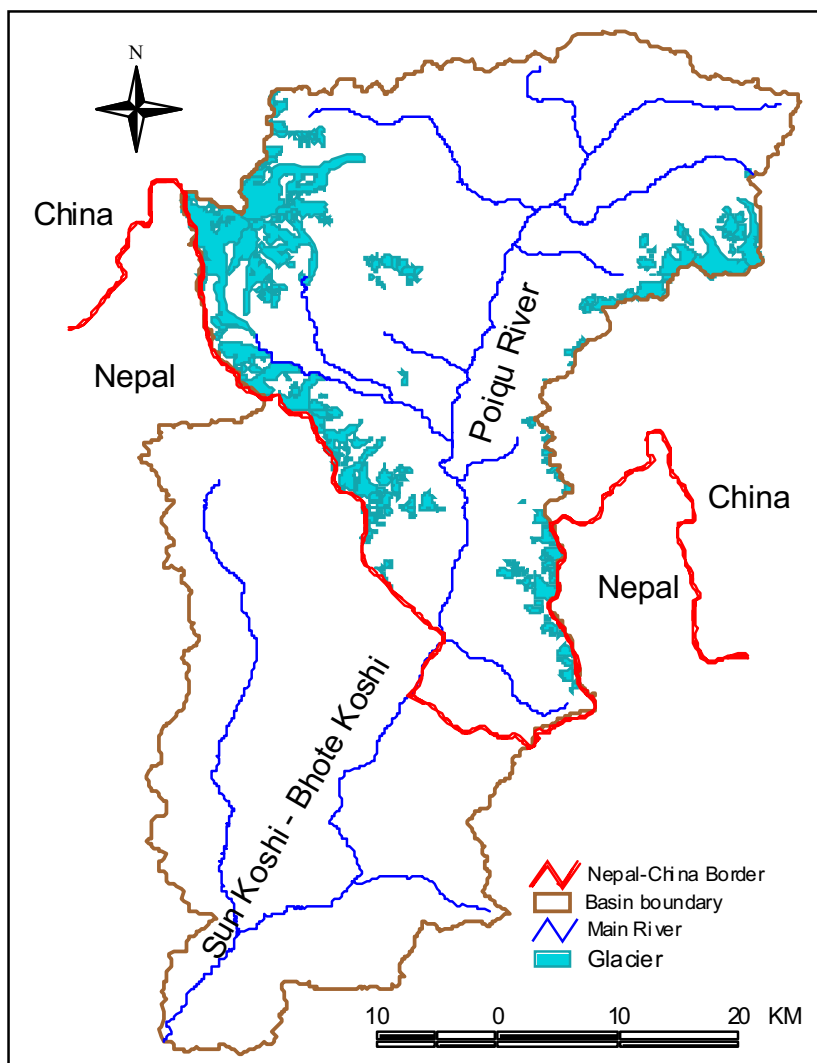 N
China
Nepal
Poiqu River
China
Nepal
Sun Koshi - Bhote Koshi
Nepal-China Border
Basin boundary
Main River
Glacier
10 0 10 20 KM